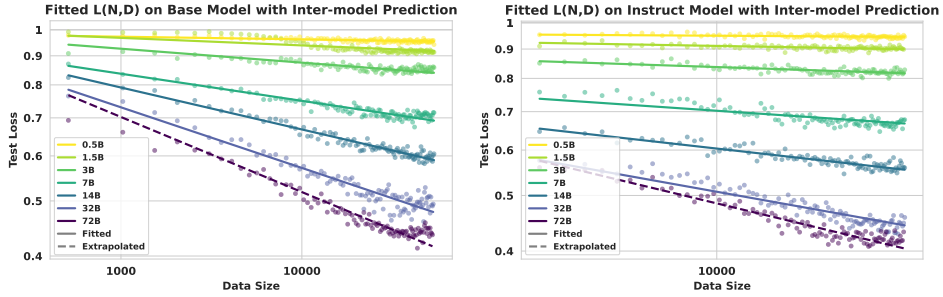 Fitted L(N,D) on Base Model with Inter-model Prediction
1
0.9
0.8
0.7
0.6
0.5
0.4
Test Loss
0.5B
1.5B
3B
7B
14B
32B
72B
Fitted
Extrapolated
1000
10000
Data Size
Fitted L(N,D) on Instruct Model with Inter-model Prediction
1
0.9
0.8
0.7
0.6
0.5
0.4
Test Loss
0.5B
1.5B
3B
7B
14B
32B
72B
Fitted
Extrapolated
10000
Data Size